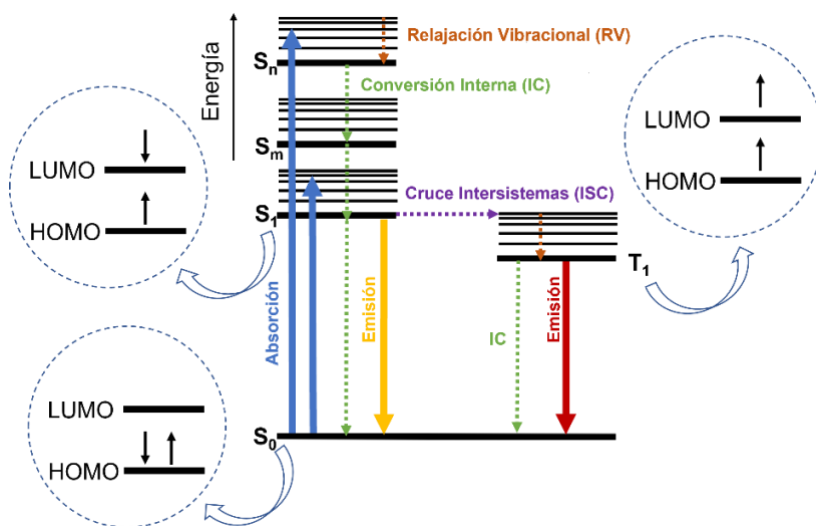 Energía
Relajación Vibracional (RV)
Sn
Conversión Interna (IC)
Sm
Cruce Intersistemas (ISC)
S1
T1
Absorción
Emisión
IC
Emisión
S0
LUMO
HOMO
LUMO
HOMO
LUMO
HOMO